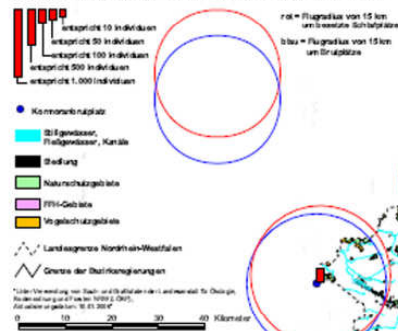 entspricht 10 Individuen
entspricht 50 Individuen
entspricht 100 Individuen
entspricht 500 Individuen
entspricht 1.000 Individuen
rot = Flugradius von 15 km
um besetzte Schlafplätze
blau = Flugradius von 15 km
um Brutplätze
Kormoranbrutplatz
Stillgewässer,
Fließgewässer, Kanäle
Siedlung
Naturschutzgebiete
FFH-Gebiete
Vogelschutzgebiete
Landesgrenze Nordrhein-Westfalen
Grenze der Bezirksregierungen
0 10 20 30 40 Kilometer